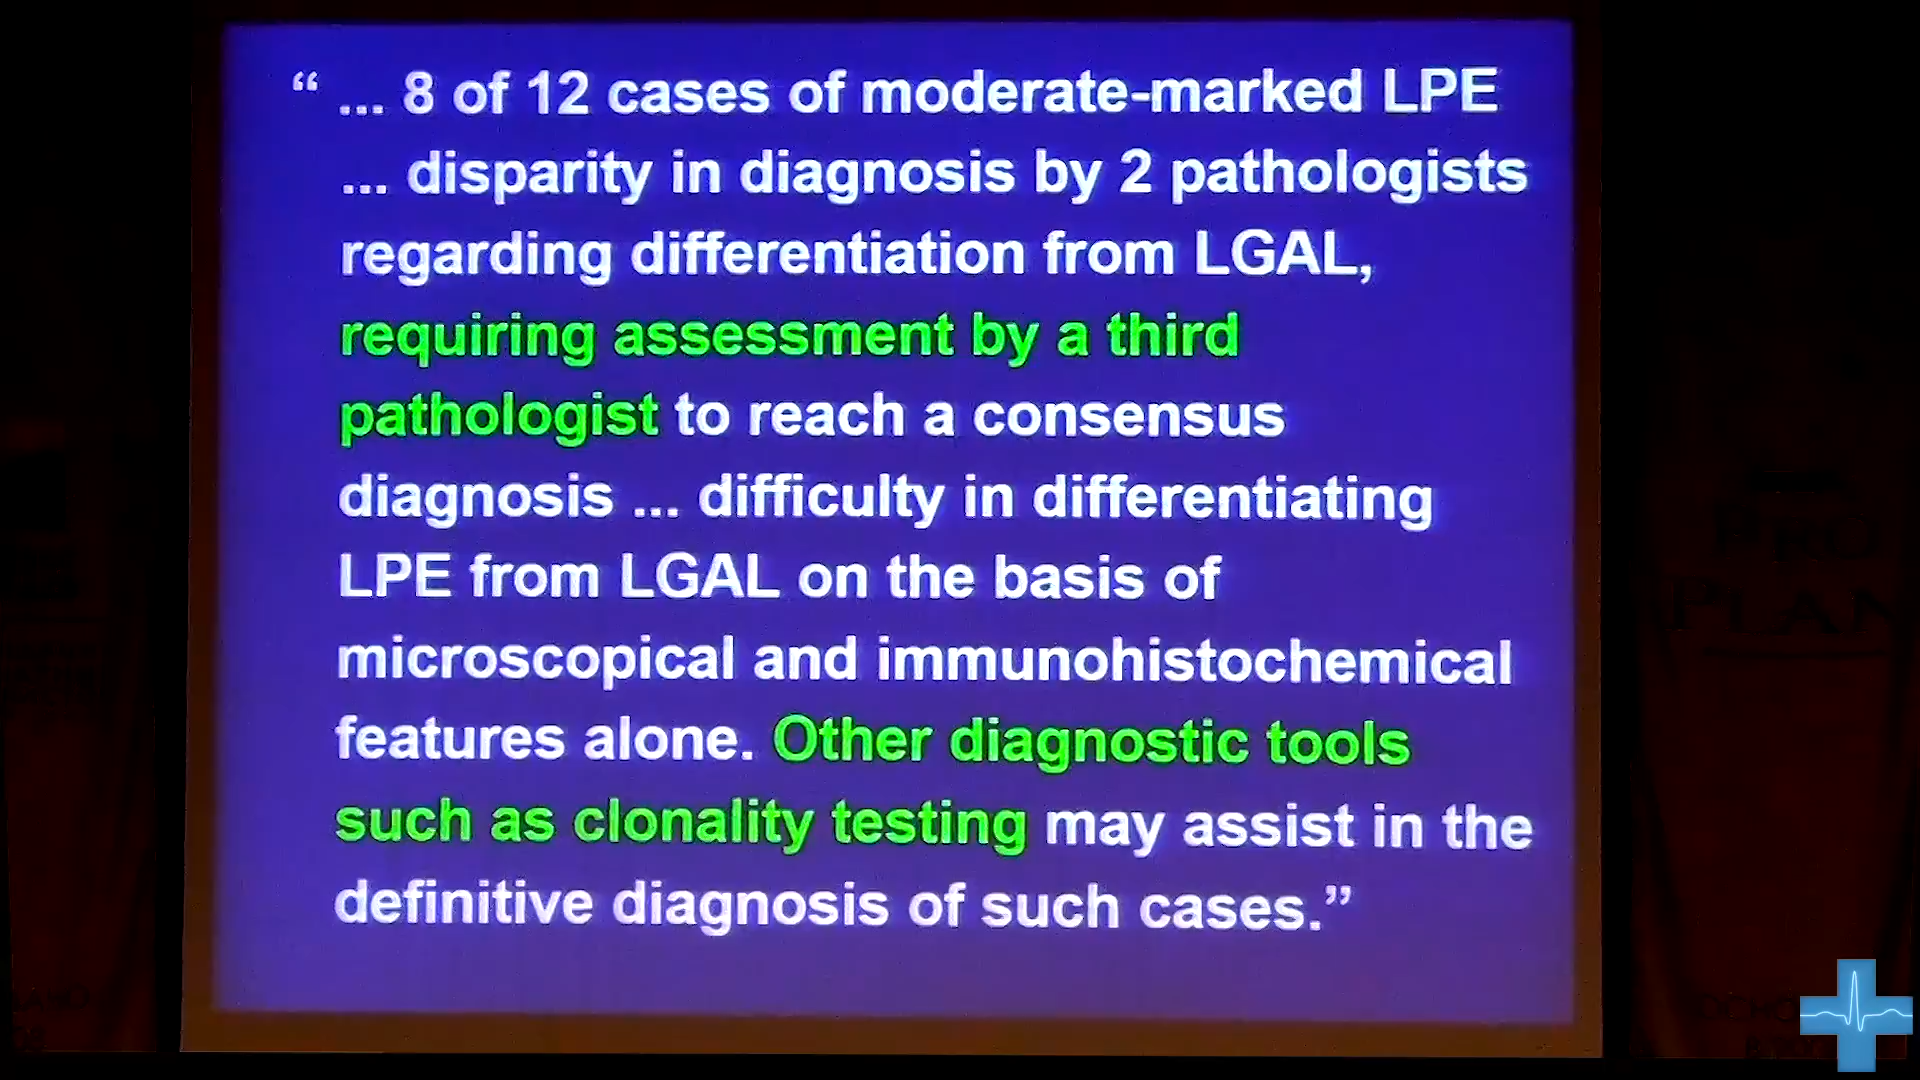 “ ... 8 of 12 cases of moderate-marked LPE
... disparity in diagnosis by 2 pathologists
regarding differentiation from LGAL,
requiring assessment by a third
pathologist to reach a consensus
diagnosis ... difficulty in differentiating
LPE from LGAL on the basis of
microscopical and immunohistochemical
features alone. Other diagnostic tools
such as clonality testing may assist in the
definitive diagnosis of such cases.”
PRO
PLAN